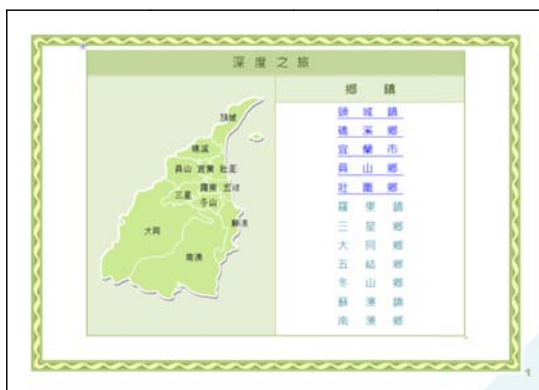 深度之旅
頭城
礁溪
員山 宜蘭 壯圍
羅東 五結
三星
冬山
蘇澳
大同
南澳
鄉鎮
頭城鎮
礁溪鄉
宜蘭市
員山鄉
壯圍鄉
羅東鎮
三星鄉
大同鄉
五結鄉
冬山鄉
蘇澳鎮
南澳鄉
1